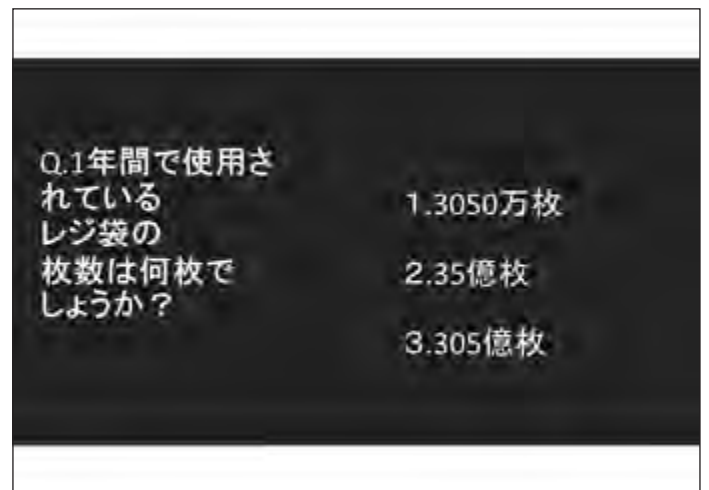 Q.1年間で使用さ
れている
レジ袋の
枚数は何枚で
しょうか？
1.3050万枚
2.35億枚
3.305億枚